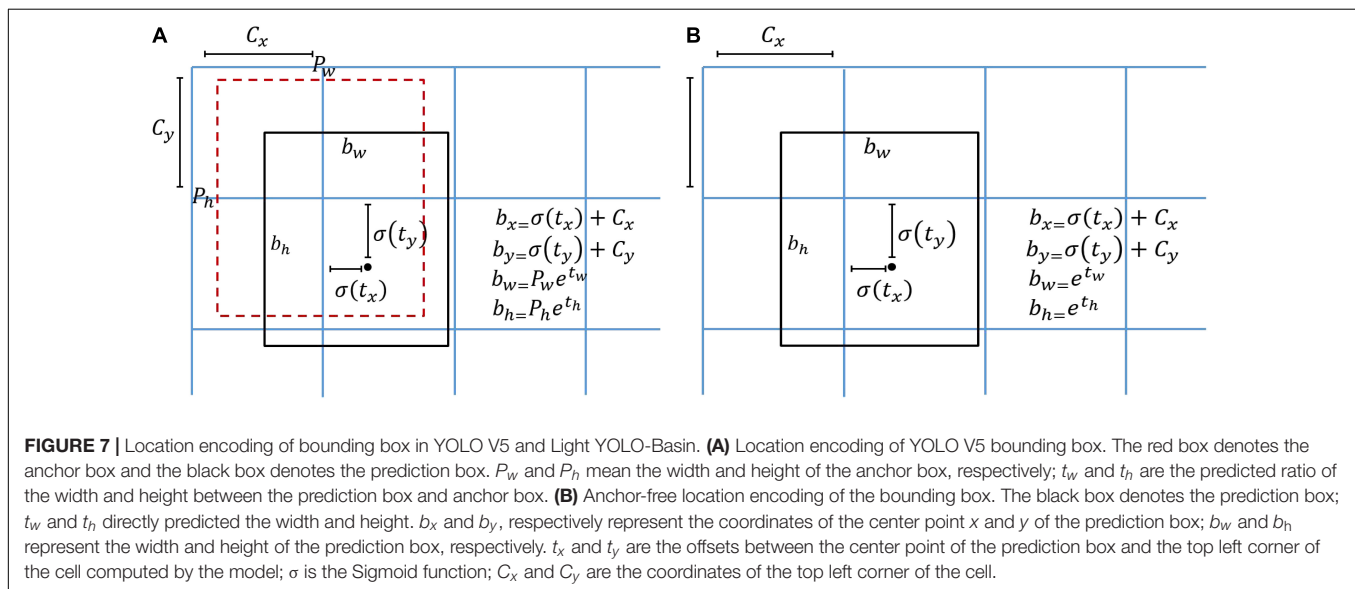 A
C_x
P_w
C_y
b_w
P_h
b_h
σ(t_y)
σ(t_x)
b_x=σ(t_x) + C_x
b_y=σ(t_y) + C_y
b_w=P_w e^{t_w}
b_h=P_h e^{t_h}
B
C_x
b_w
b_h
σ(t_y)
σ(t_x)
b_x=σ(t_x) + C_x
b_y=σ(t_y) + C_y
b_w=e^{t_w}
b_h=e^{t_h}
FIGURE 7 | Location encoding of bounding box in YOLO V5 and Light YOLO-Basin. (A) Location encoding of YOLO V5 bounding box. The red box denotes the
anchor box and the black box denotes the prediction box. P_w and P_h mean the width and height of the anchor box, respectively; t_w and t_h are the predicted ratio of
the width and height between the prediction box and anchor box. (B) Anchor-free location encoding of the bounding box. The black box denotes the prediction box;
t_w and t_h directly predicted the width and height. b_x and b_y, respectively represent the coordinates of the center point x and y of the prediction box; b_w and b_h
represent the width and height of the prediction box, respectively. t_x and t_y are the offsets between the center point of the prediction box and the top left corner of
the cell computed by the model; σ is the Sigmoid function; C_x and C_y are the coordinates of the top left corner of the cell.